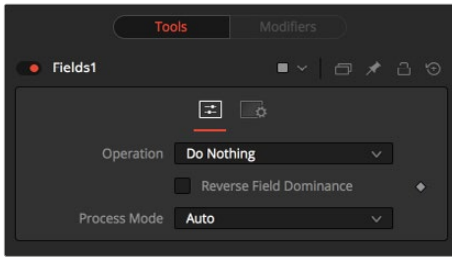 Tools Modifiers
Fields1
Operation Do Nothing
Reverse Field Dominance
Process Mode Auto